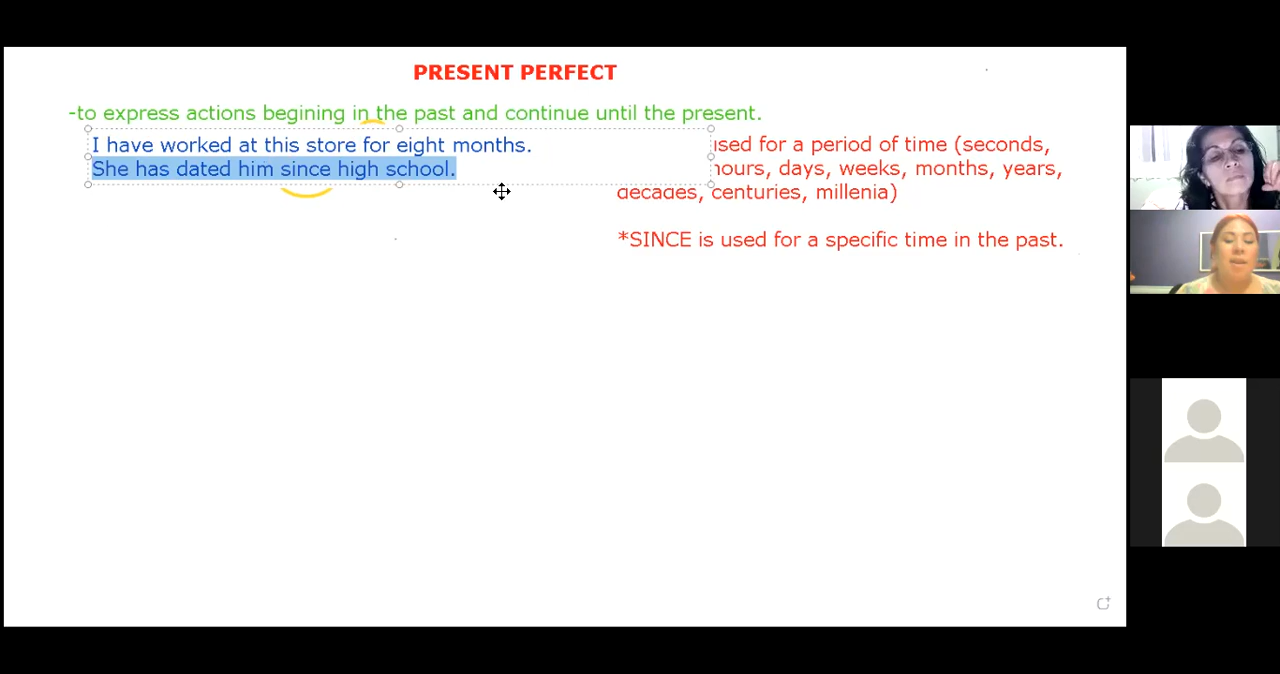 PRESENT PERFECT
-to express actions begining in the past and continue until the present.
I have worked at this store for eight months.
She has dated him since high school.
used for a period of time (seconds,
hours, days, weeks, months, years,
decades, centuries, millenia)
*SINCE is used for a specific time in the past.